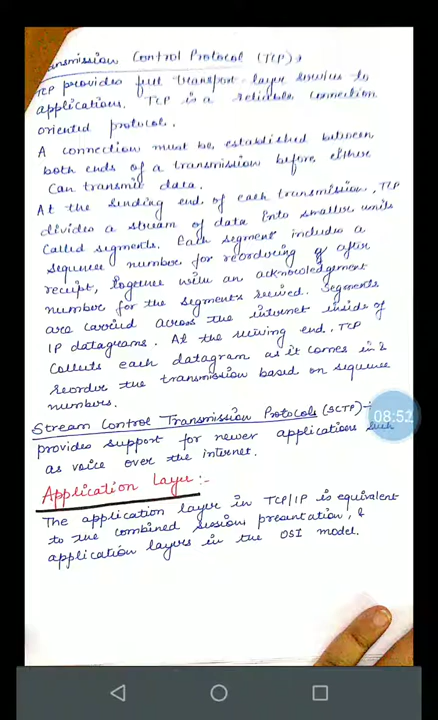 ansmission Control Protocol (TCP) :
TCP provides full transport-layer services to
applications. TCP is a reliable connection
oriented protocol.
A connection must be established between
both ends of a transmission before either
can transmit data.
At the sending end of each transmission, TCP
divides a stream of data into smaller units
called segments. Each segment includes a
sequence number for reordering after
receipt, together with an acknowledgement
number for the segments received. Segments
are carried across the internet inside of
IP datagrams. At the receiving end, TCP
collects each datagram as it comes in &
reorder the transmission based on sequence
numbers.
Stream Control Transmission Protocols (SCTP) :-
provides support for newer applications such
as voice over the internet.
08:52
Application Layer :-
The application layer in TCP/IP is equivalent
to the combined session, presentation, &
application layers in the OSI model.